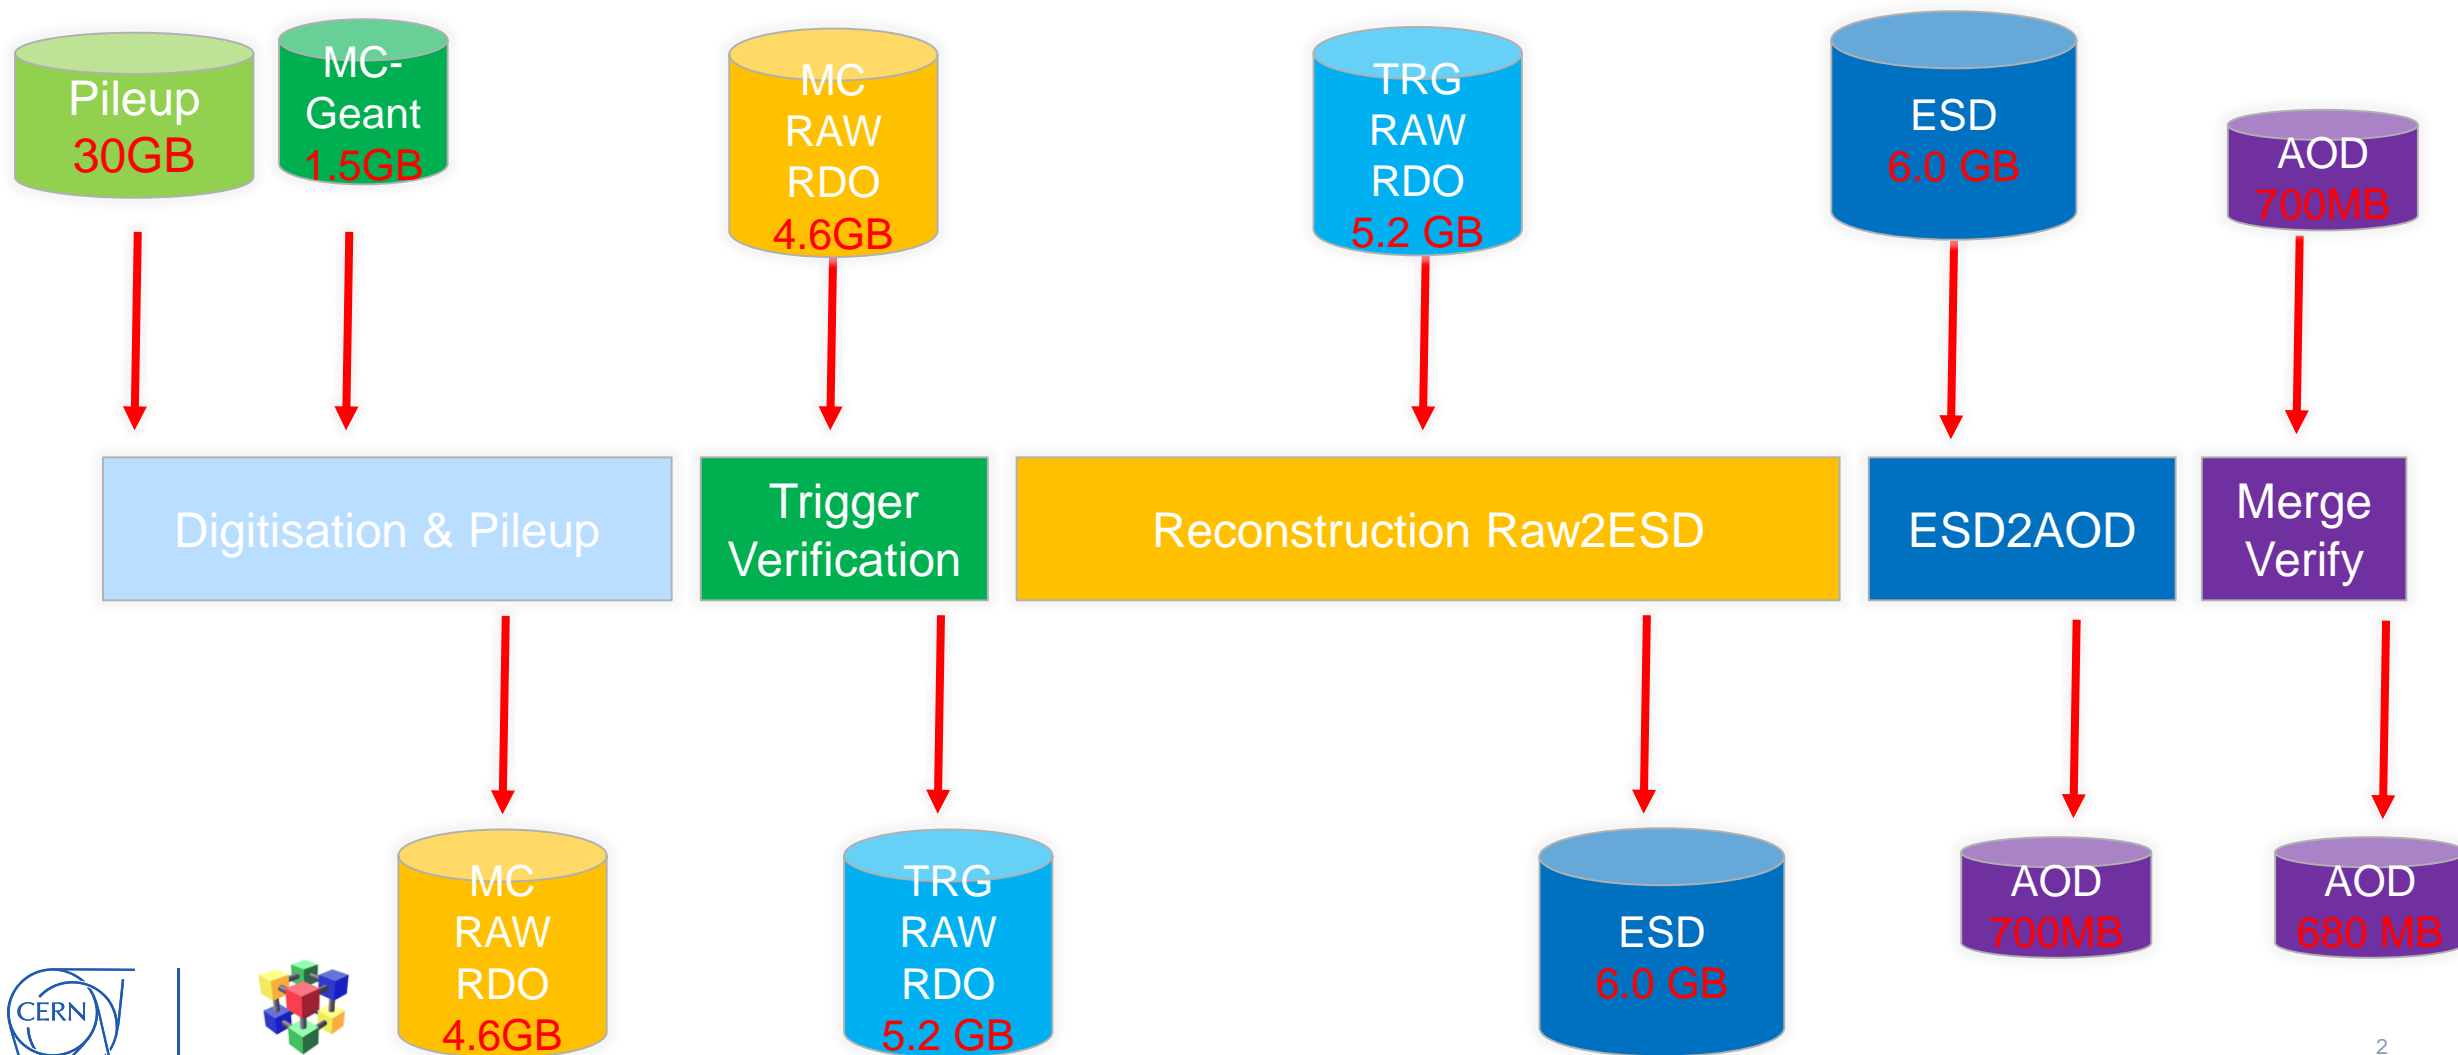 Pileup
30GB
MC-
Geant
1.5GB
MC
RAW
RDO
4.6GB
TRG
RAW
RDO
5.2 GB
ESD
6.0 GB
AOD
700MB
Digitisation & Pileup
Trigger
Verification
Reconstruction Raw2ESD
ESD2AOD
Merge
Verify
MC
RAW
RDO
4.6GB
TRG
RAW
RDO
5.2 GB
ESD
6.0 GB
AOD
700MB
AOD
680 MB
CERN
2